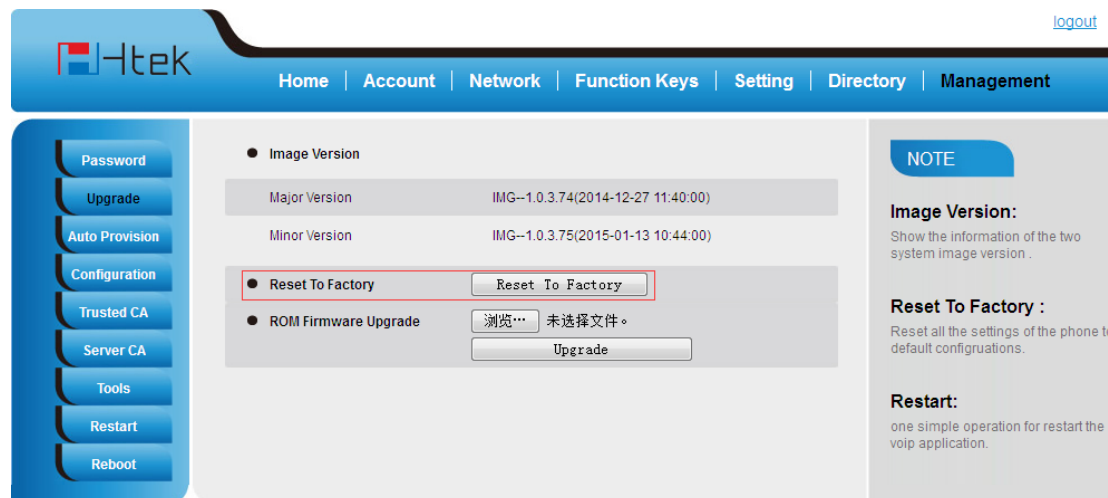 logout
Htek
Home | Account | Network | Function Keys | Setting | Directory | Management
Password
Upgrade
Auto Provision
Configuration
Trusted CA
Server CA
Tools
Restart
Reboot
Image Version
Major Version IMG--1.0.3.74(2014-12-27 11:40:00)
Minor Version IMG--1.0.3.75(2015-01-13 10:44:00)
Reset To Factory Reset To Factory
ROM Firmware Upgrade 浏览… 未选择文件。
Upgrade
NOTE
Image Version:
Show the information of the two
system image version .
Reset To Factory :
Reset all the settings of the phone
default configruations.
Restart:
one simple operation for restart the
voip application.